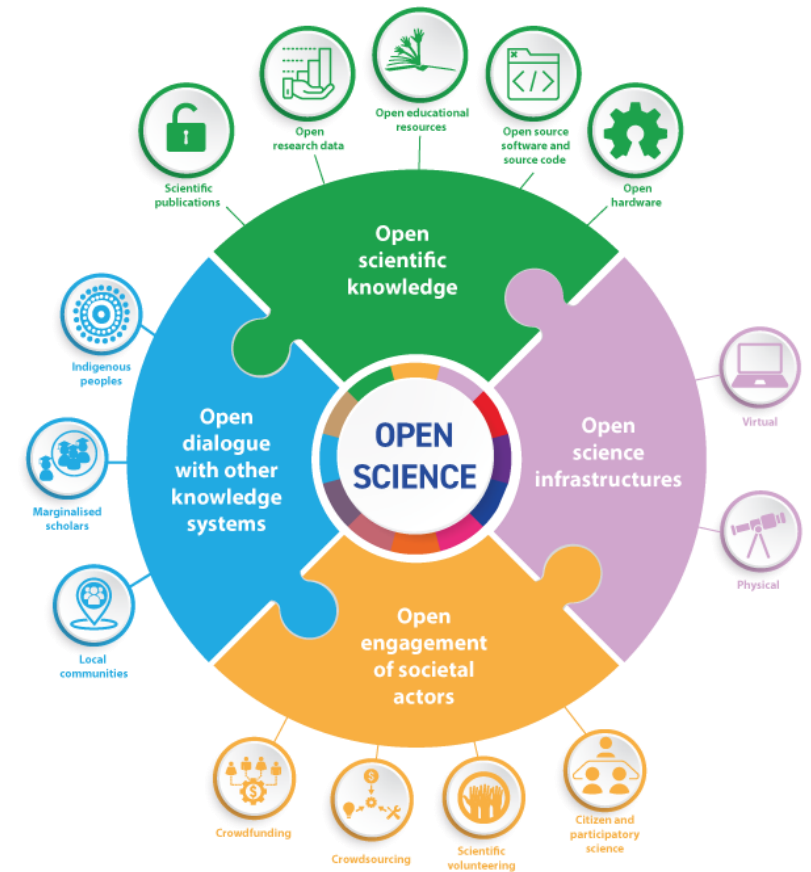 Scientific
publications
Open
research data
Open educational
resources
Open source
software and
source code
Open
hardware
Open
scientific
knowledge
Indigenous
peoples
Marginalised
scholars
Local
communities
Open
dialogue
with other
knowledge
systems
OPEN
SCIENCE
Open
science
infrastructures
Virtual
Physical
Open
engagement
of societal
actors
Crowdfunding
Crowdsourcing
Scientific
volunteering
Citizen and
participatory
science